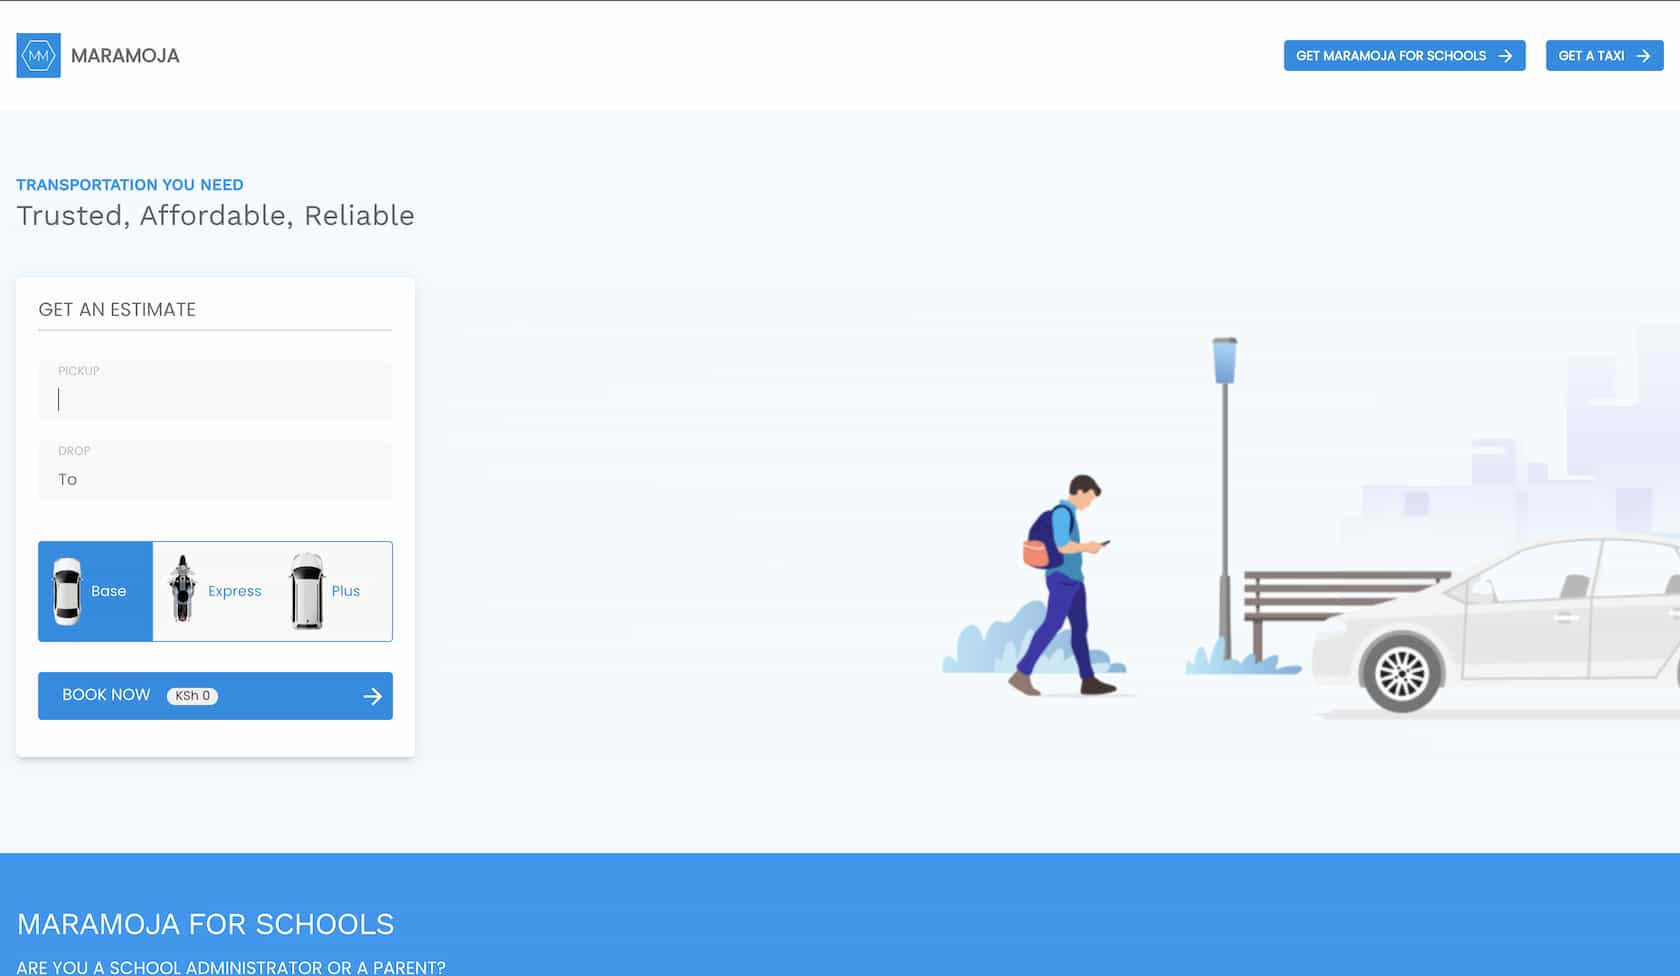 MM MARAMOJA
GET MARAMOJA FOR SCHOOLS
GET A TAXI
TRANSPORTATION YOU NEED
Trusted, Affordable, Reliable
GET AN ESTIMATE
PICKUP
DROP
To
Base Express Plus
BOOK NOW KSh 0
MARAMOJA FOR SCHOOLS
ARE YOU A SCHOOL ADMINISTRATOR OR A PARENT?